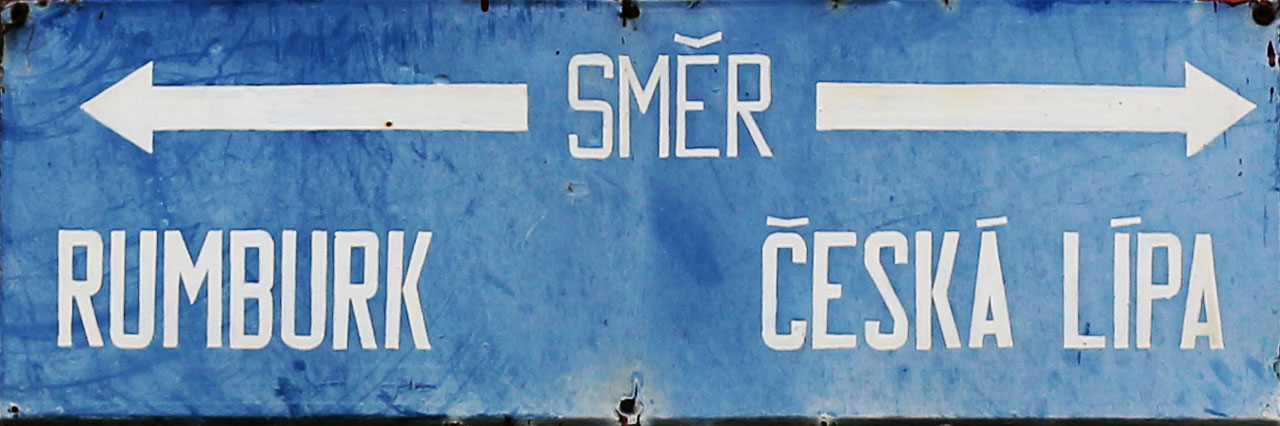 SMĚR
RUMBURK
ČESKÁ LÍPA